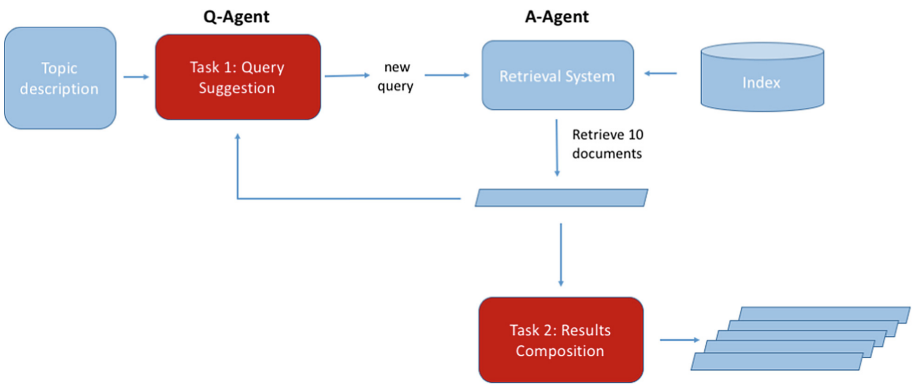 Q-Agent
A-Agent
Topic
description
Task 1: Query
Suggestion
new
query
Retrieval System
Index
Retrieve 10
documents
Task 2: Results
Composition